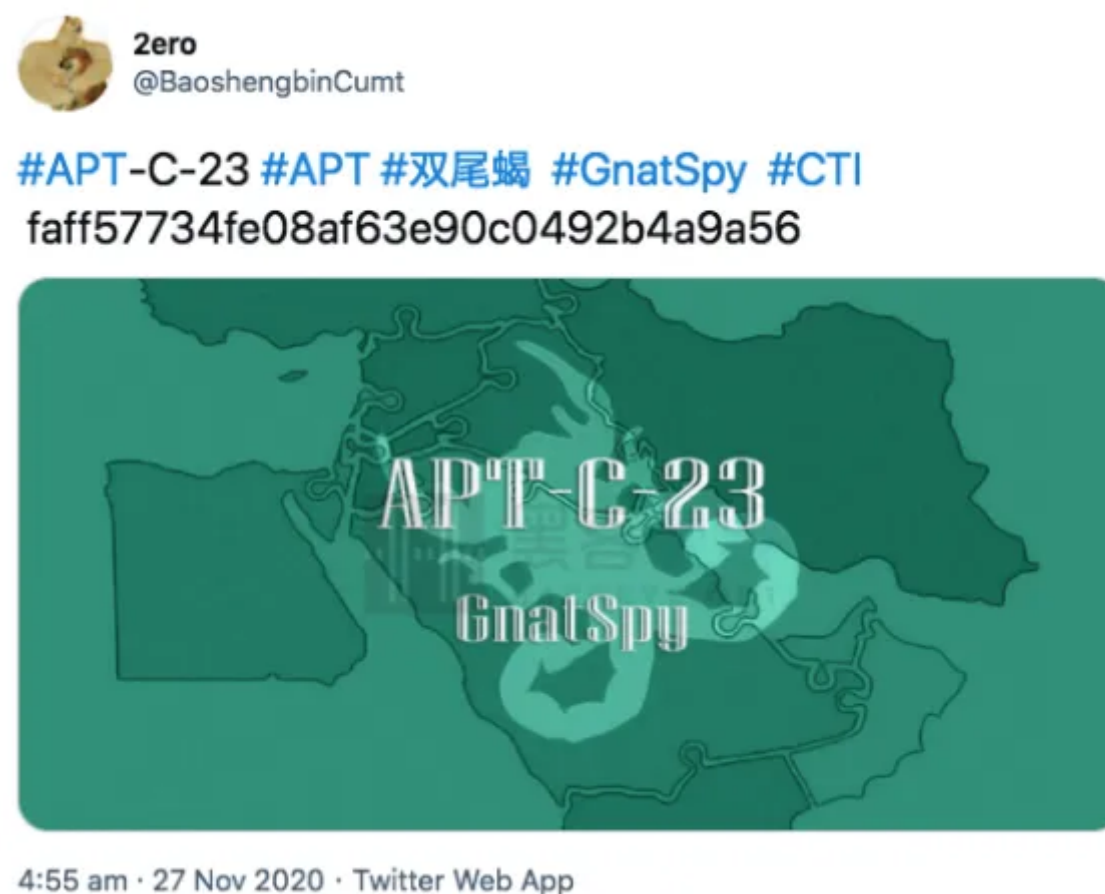 2ero
@BaoshengbinCumt
#APT-C-23 #APT #双尾蝎 #GnatSpy #CTI
faff57734fe08af63e90c0492b4a9a56
APT-C-23
GnatSpy
4:55 am · 27 Nov 2020 · Twitter Web App